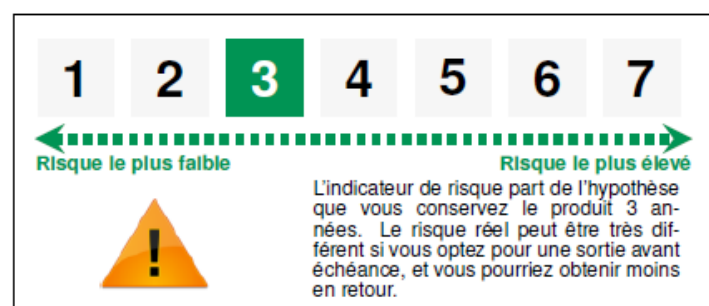 1 2 3 4 5 6 7
Risque le plus faible Risque le plus élevé
L'indicateur de risque part de l'hypothèse
que vous conservez le produit 3 an-
nées. Le risque réel peut être très dif-
férent si vous optez pour une sortie avant
échéance, et vous pourriez obtenir moins
en retour.
!